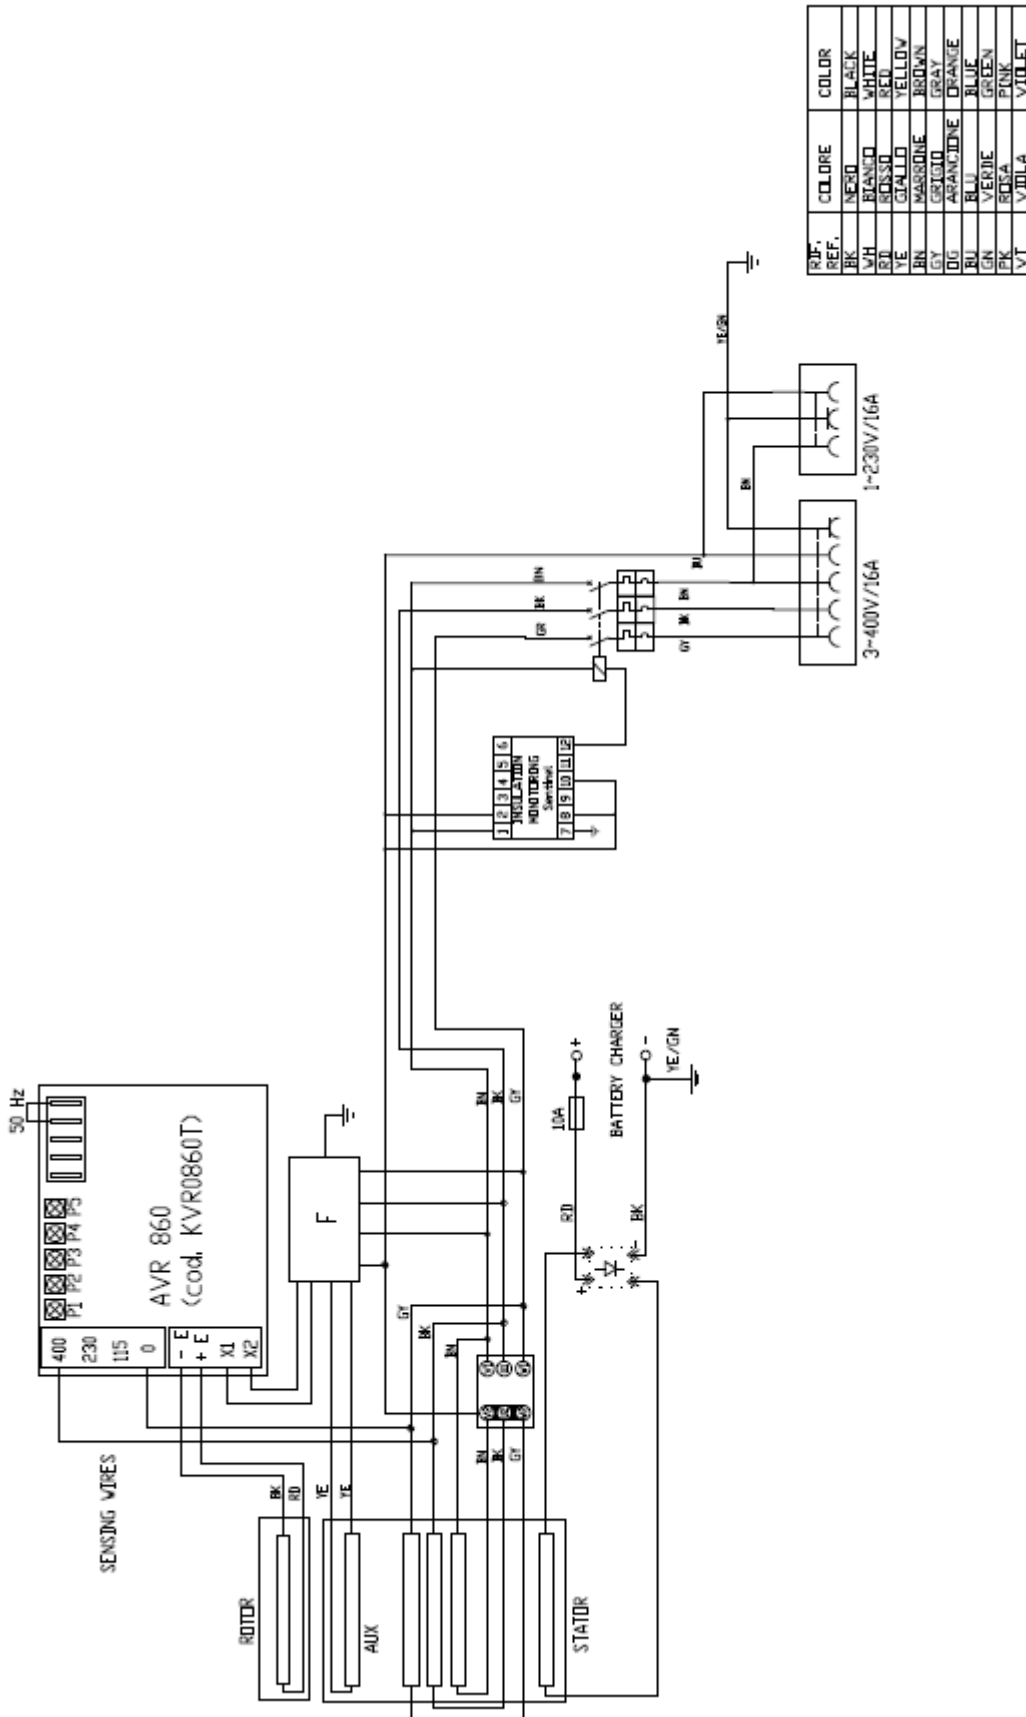 50 Hz
P1 P2 P3 P4 P5
AVR 860
(cod. KVR0860T)
400
230
115
0
- E
+ E
X1
X2
SENSING WIRES
F
ROTOR
BK
RD
YE
YE
AUX
STATOR
GY
BK
BN
BN
BK
GY
BN
BK
GY
RD
BK
+
-
10A
+
BATTERY CHARGER
-
YE/GN
1 2 3 4 5 6
INSULATION
MONITORING
Sentinel
7 8 9 10 11 12
BN
BK
GR
BU
BN
BK
GY
BN
YE/GN
3~400V/16A
1~230V/16A
RIF. REF. COLORE COLOR
BK NERO BLACK
WH BIANCO WHITE
RD ROSSO RED
YE GIALLO YELLOW
BN MARRONE BROWN
GY GRIGIO GRAY
OG ARANCIONE ORANGE
BU BLU BLUE
GN VERDE GREEN
PK ROSA PINK
VT VIOLA VIOLET